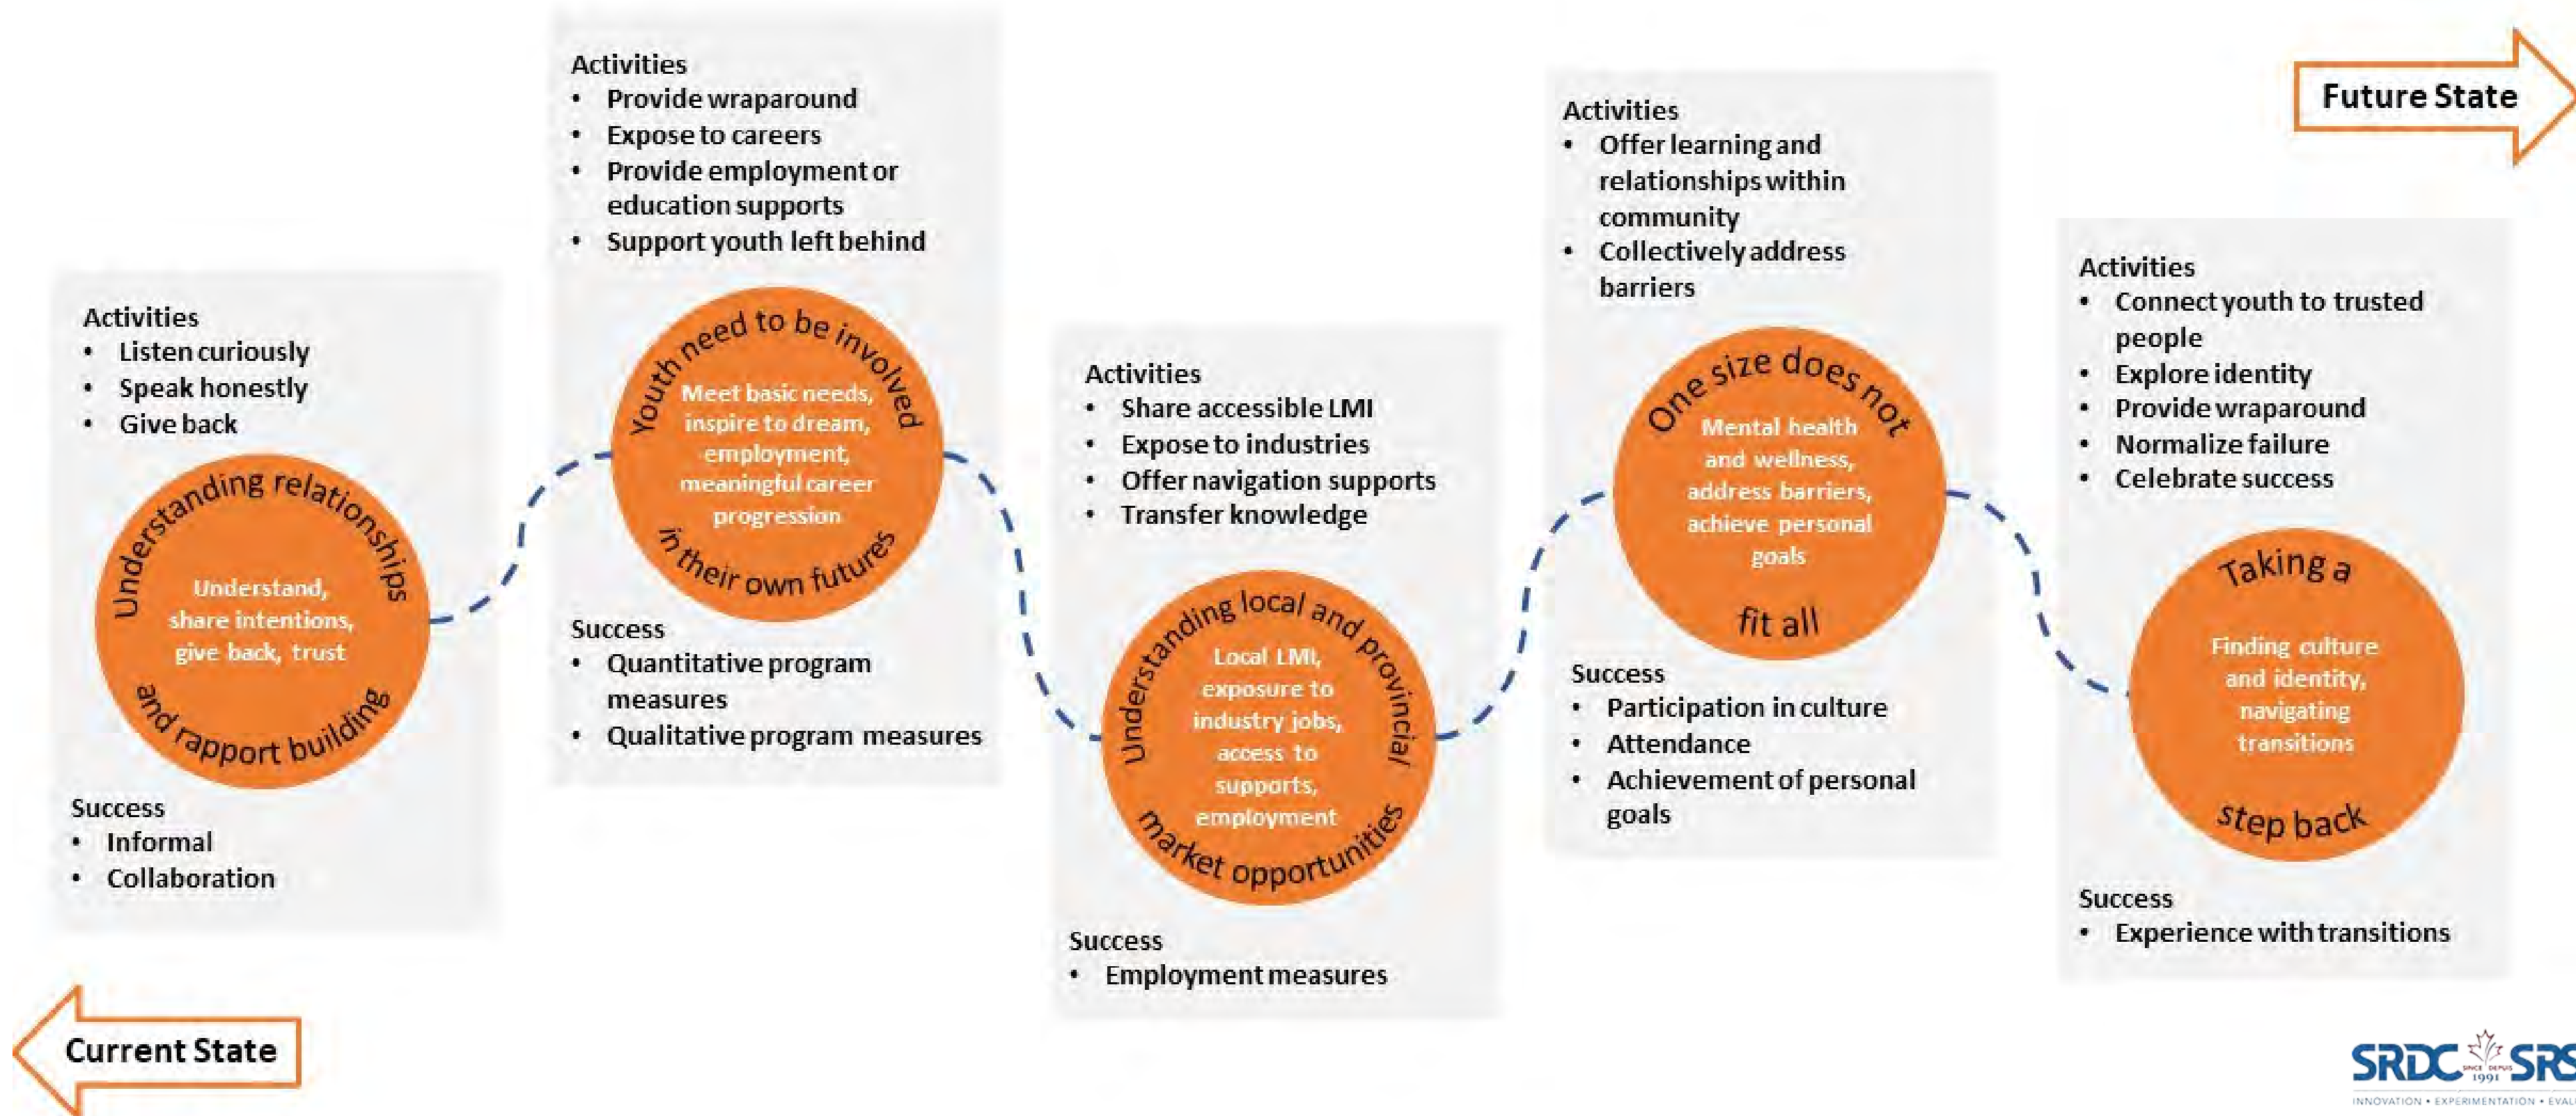 Activities
• Listen curiously
• Speak honestly
• Give back
Understanding relationships
and rapport building
Understand,
share intentions,
give back, trust
Success
• Informal
• Collaboration
Activities
• Provide wraparound
• Expose to careers
• Provide employment or
education supports
• Support youth left behind
Youth need to be involved
in their own futures
Meet basic needs,
inspire to dream,
employment,
meaningful career
progression
Success
• Quantitative program
measures
• Qualitative program measures
Activities
• Share accessible LMI
• Expose to industries
• Offer navigation supports
• Transfer knowledge
Understanding local and provincial
market opportunities
Local LMI,
exposure to
industry jobs,
access to
supports,
employment
Success
• Employment measures
Activities
• Offer learning and
relationships within
community
• Collectively address
barriers
One size does not
fit all
Mental health
and wellness,
address barriers,
achieve personal
goals
Success
• Participation in culture
• Attendance
• Achievement of personal
goals
Activities
• Connect youth to trusted
people
• Explore identity
• Provide wraparound
• Normalize failure
• Celebrate success
Taking a
step back
Finding culture
and identity,
navigating
transitions
Success
• Experience with transitions
Future State
Current State
SRDC SRS
SINCE DEPUIS
1991
INNOVATION • EXPERIMENTATION • EVAL